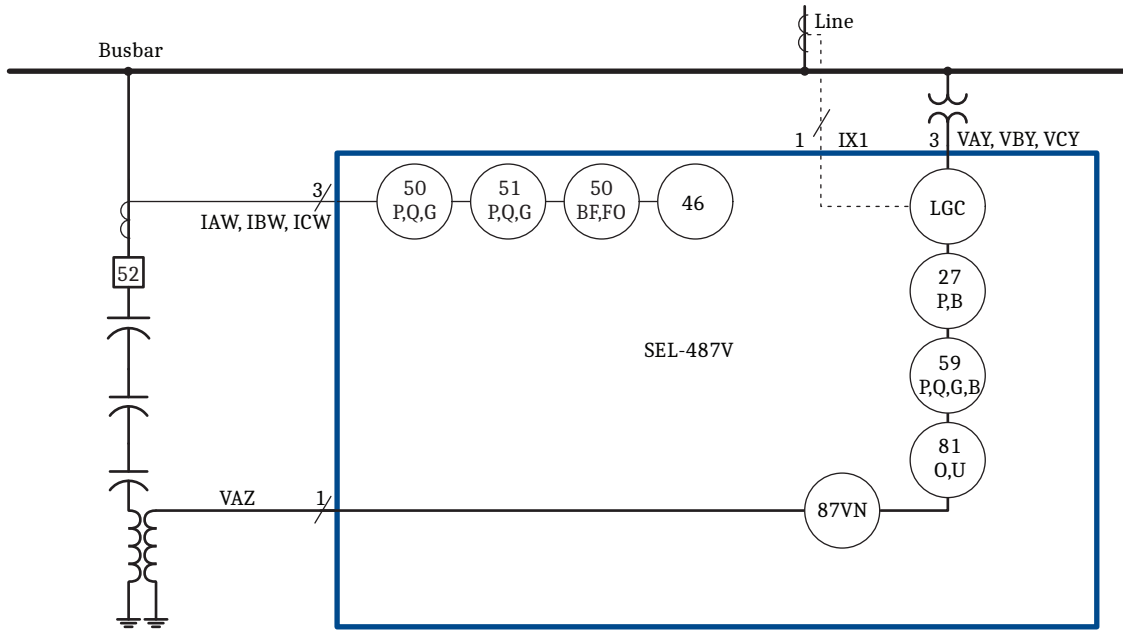 Line
Busbar
1
IX1
3
VAY, VBY, VCY
3
IAW, IBW, ICW
50
P,Q,G
51
P,Q,G
50
BF,FO
46
LGC
52
27
P,B
SEL-487V
59
P,Q,G,B
81
O,U
VAZ
1
87VN